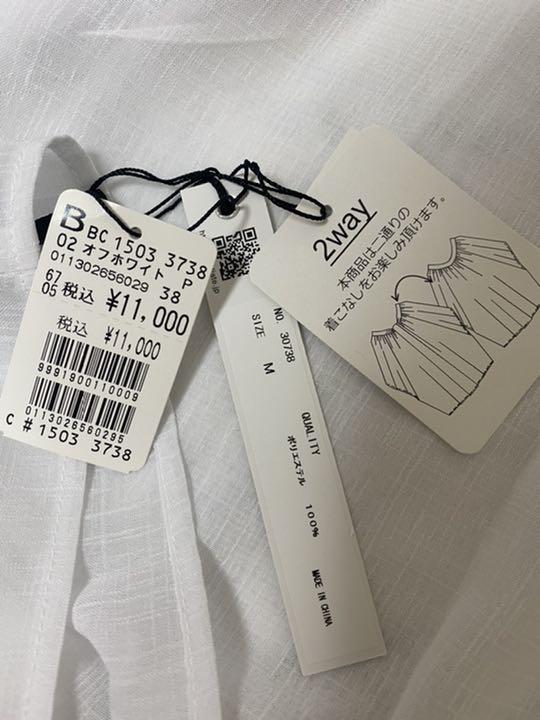 B BC 1503 3738
02 オフホワイト P
011302656029 38
67
05 税込 ¥11,000
税込 ¥11,000
9991900110009
0113026560295
C # 1503 3738
NO. 30738
SIZE M
QUALITY
ポリエステル 100%
MADE IN CHINA
2way
本商品は二通りの
着こなしをお楽しみ頂けます。